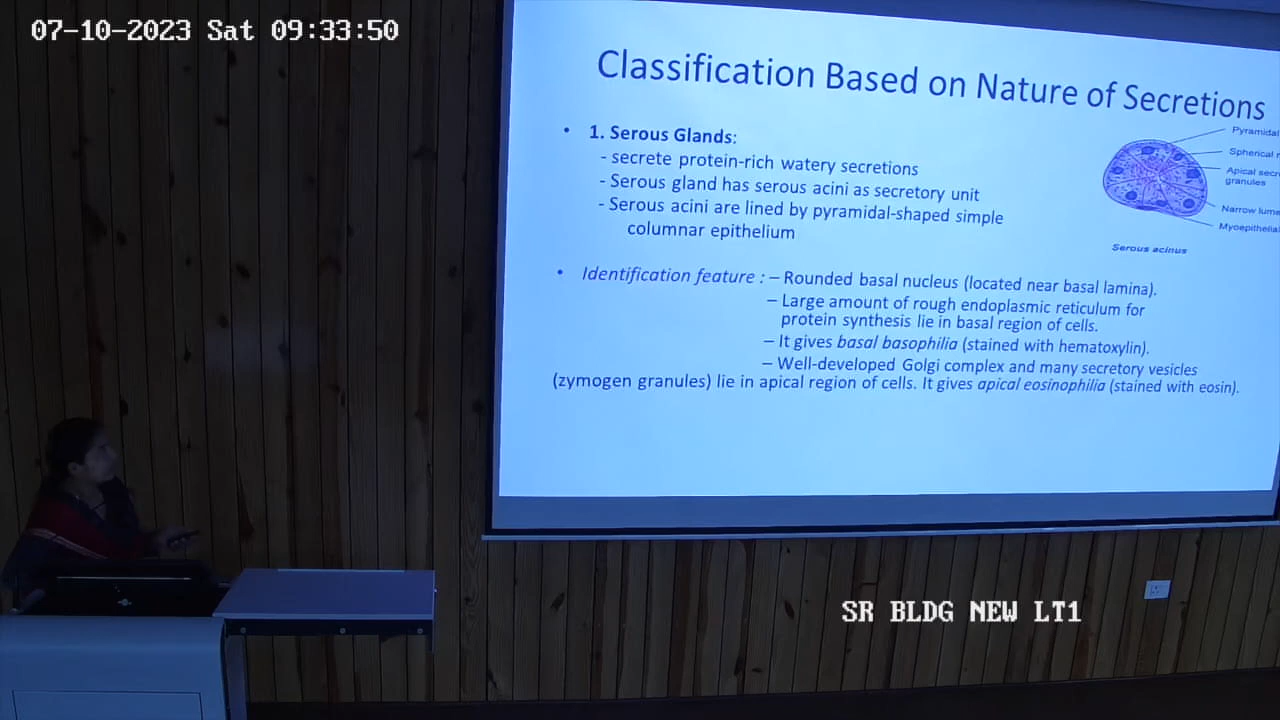 07-10-2023 Sat 09:33:50
Classification Based on Nature of Secretions
• 1. Serous Glands:
- secrete protein-rich watery secretions
- Serous gland has serous acini as secretory unit
- Serous acini are lined by pyramidal-shaped simple
columnar epithelium
Pyramidal
Spherical
Apical
granules
Narrow
Serous acinus
• Identification feature : – Rounded basal nucleus (located near basal lamina).
– Large amount of rough endoplasmic reticulum for
protein synthesis lie in basal region of cells.
– It gives basal basophilia (stained with hematoxylin).
– Well-developed Golgi complex and many secretory vesicles
(zymogen granules) lie in apical region of cells. It gives apical eosinophilia (stained with eosin).
SR BLDG NEW LT1